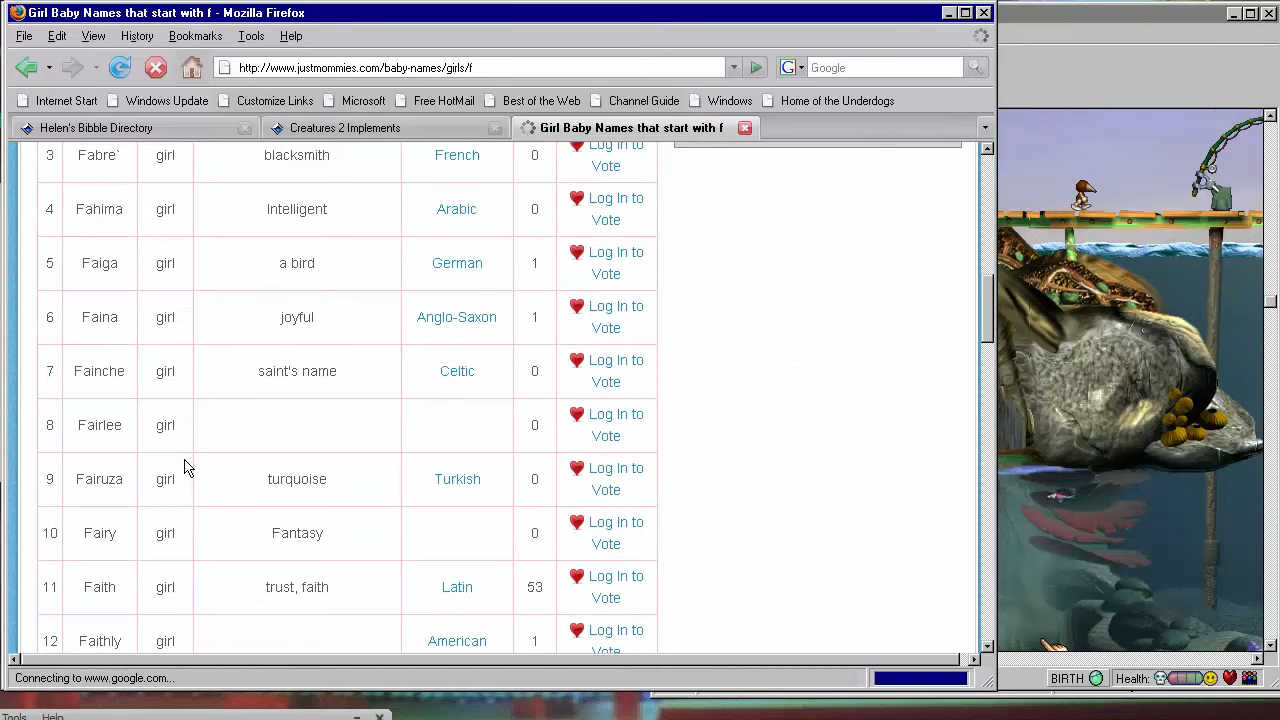 Girl Baby Names that start with f - Mozilla Firefox
File Edit View History Bookmarks Tools Help
http://www.justmommies.com/baby-names/girls/f
G Google
Internet Start Windows Update Customize Links Microsoft Free HotMail Best of the Web Channel Guide Windows Home of the Underdogs
Helen's Bible Directory Creatures 2 Implements Girl Baby Names that start with f
3 Fabre` girl blacksmith French 0 Log In to
Vote
4 Fahima girl Intelligent Arabic 0 Log In to
Vote
5 Faiga girl a bird German 1 Log In to
Vote
6 Faina girl joyful Anglo-Saxon 1 Log In to
Vote
7 Fainche girl saint's name Celtic 0 Log In to
Vote
8 Fairlee girl 0 Log In to
Vote
9 Fairuza girl turquoise Turkish 0 Log In to
Vote
10 Fairy girl Fantasy 0 Log In to
Vote
11 Faith girl trust, faith Latin 53 Log In to
Vote
12 Faithly girl American 1 Log In to
Vote
Connecting to www.google.com...
BIRTH Health:
Tools Help